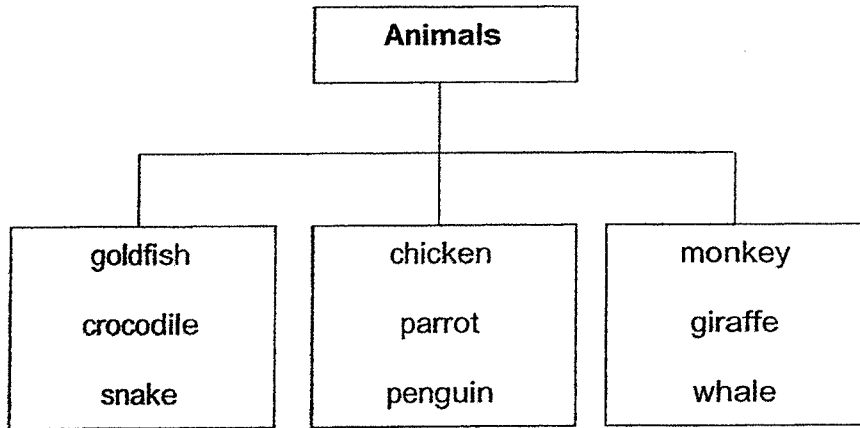 Animals
goldfish
crocodile
snake
chicken
parrot
penguin
monkey
giraffe
whale